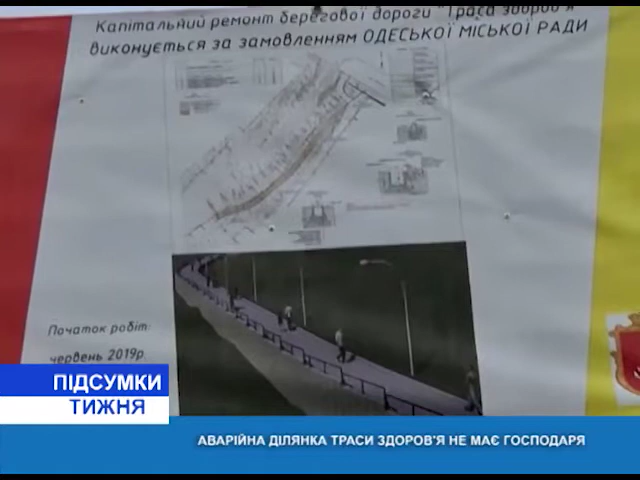 Капітальний ремонт берегової дороги "Траса здоров'я"
виконується за замовленням ОДЕСЬКОЇ МІСЬКОЇ РАДИ
Початок робіт:
червень 2019р.
ПІДСУМКИ
ТИЖНЯ
АВАРІЙНА ДІЛЯНКА ТРАСИ ЗДОРОВ'Я НЕ МАЄ ГОСПОДАРЯ